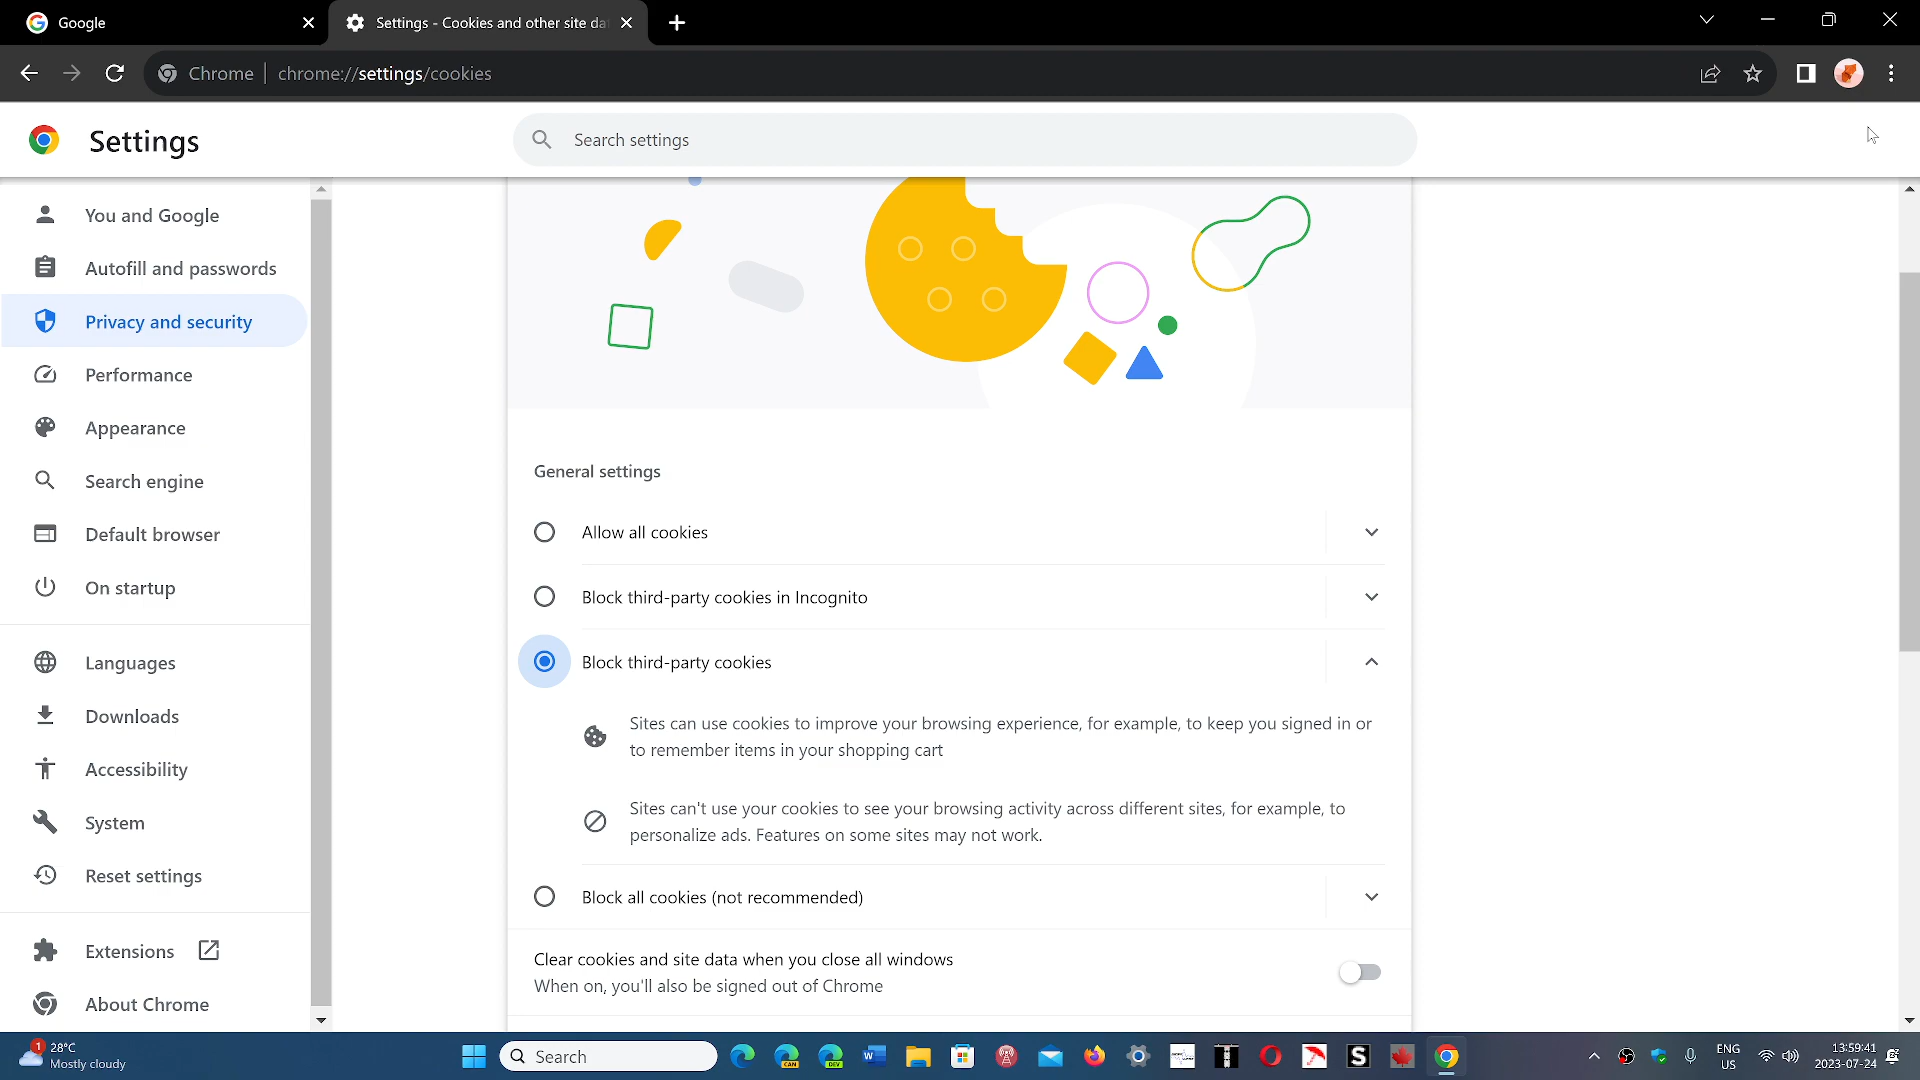 Google
Settings - Cookies and other site da
Chrome
chrome://settings/cookies
Settings
Search settings
You and Google
Autofill and passwords
Privacy and security
Performance
Appearance
Search engine
Default browser
On startup
Languages
Downloads
Accessibility
System
Reset settings
Extensions
About Chrome
General settings
Allow all cookies
Block third-party cookies in Incognito
Block third-party cookies
Sites can use cookies to improve your browsing experience, for example, to keep you signed in or
to remember items in your shopping cart
Sites can't use your cookies to see your browsing activity across different sites, for example, to
personalize ads. Features on some sites may not work.
Block all cookies (not recommended)
Clear cookies and site data when you close all windows
When on, you'll also be signed out of Chrome
1
28°C
Mostly cloudy
Search
CAN
DEV
W
S
ENG
US
13:59:41
2023-07-24